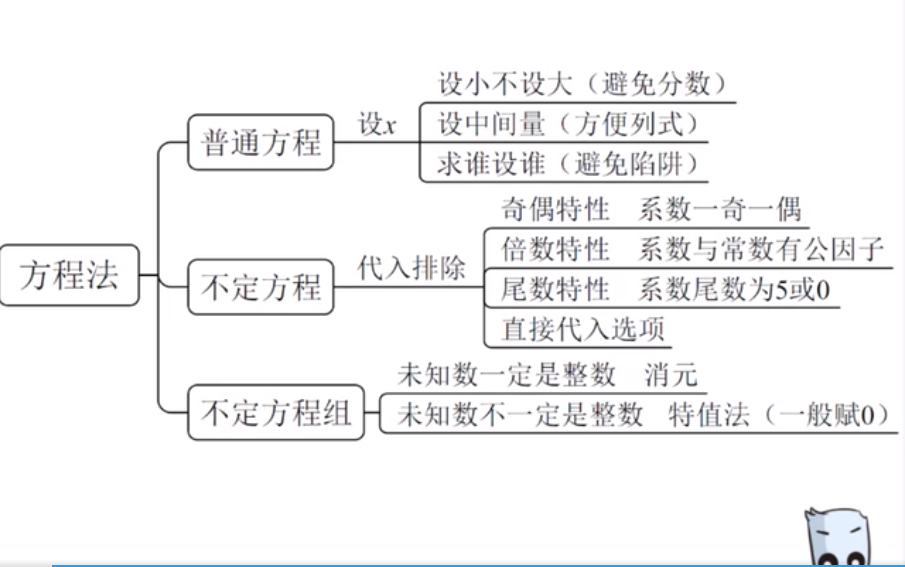 设小不设大（避免分数）
普通方程 设x 设中间量（方便列式）
求谁设谁（避免陷阱）
奇偶特性 系数一奇一偶
倍数特性 系数与常数有公因子
方程法 不定方程 代入排除
尾数特性 系数尾数为5或0
直接代入选项
未知数一定是整数 消元
不定方程组
未知数不一定是整数 特值法（一般赋0）